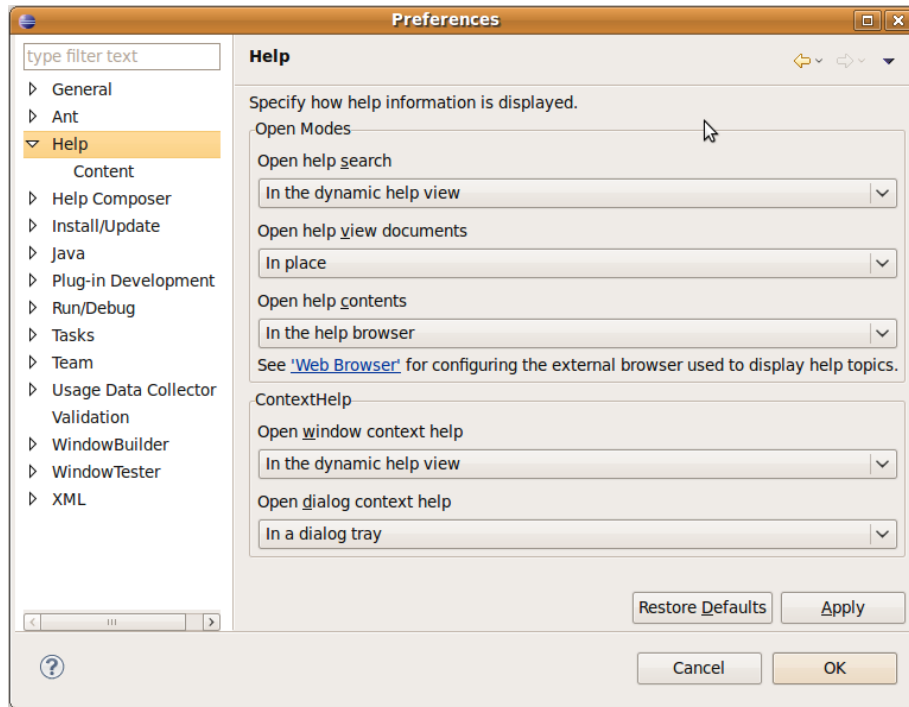 Preferences
type filter text
General
Ant
Help
Content
Help Composer
Install/Update
Java
Plug-in Development
Run/Debug
Tasks
Team
Usage Data Collector
Validation
WindowBuilder
WindowTester
XML
Help
Specify how help information is displayed.
Open Modes
Open help search
In the dynamic help view
Open help view documents
In place
Open help contents
In the help browser
See 'Web Browser' for configuring the external browser used to display help topics.
ContextHelp
Open window context help
In the dynamic help view
Open dialog context help
In a dialog tray
Restore Defaults
Apply
?
Cancel
OK